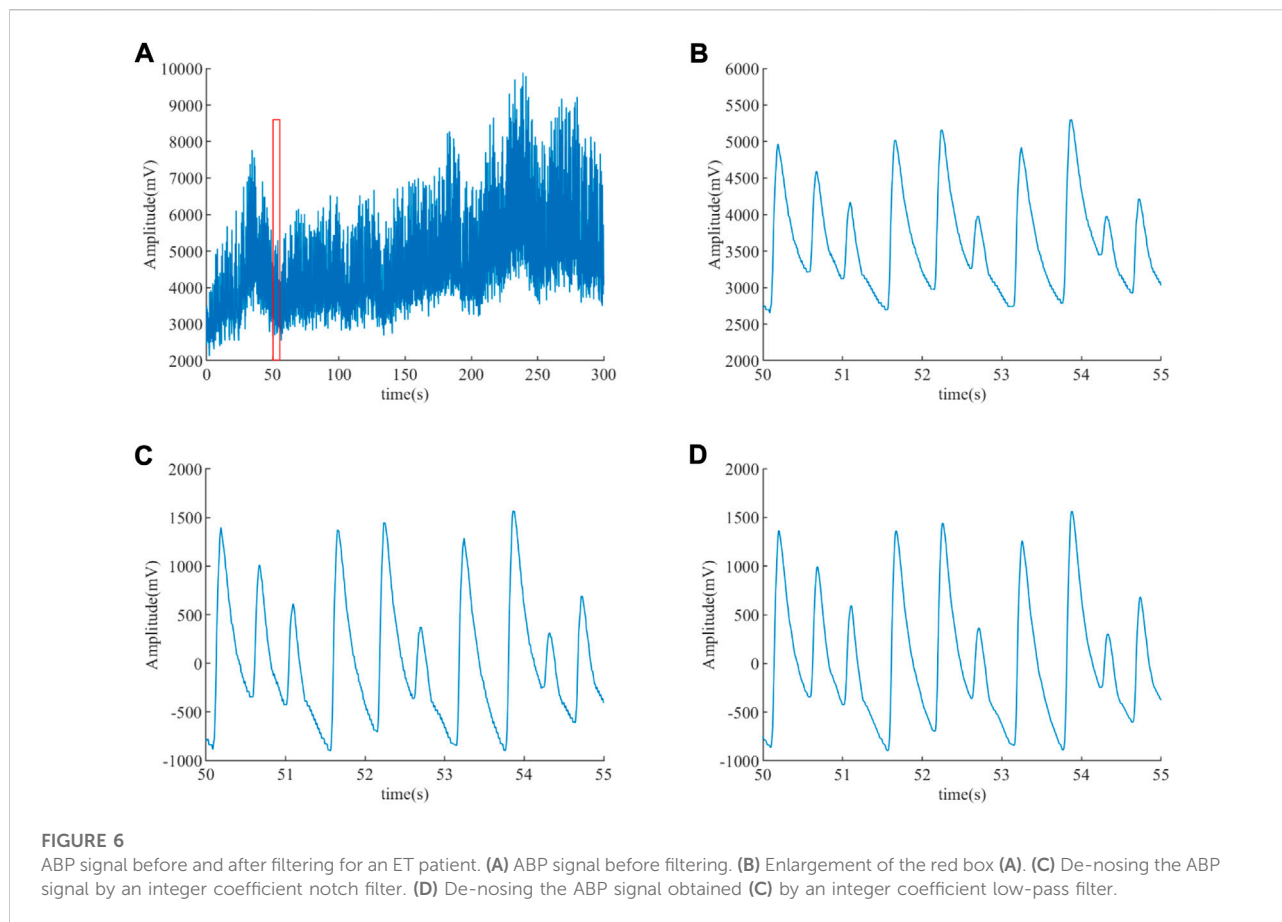 A
10000
9000
8000
7000
6000
5000
4000
3000
2000
Amplitude(mV)
0 50 100 150 200 250 300
time(s)
B
6000
5500
5000
4500
4000
3500
3000
2500
2000
Amplitude(mV)
50 51 52 53 54 55
time(s)
C
2000
1500
1000
500
0
-500
-1000
Amplitude(mV)
50 51 52 53 54 55
time(s)
D
2000
1500
1000
500
0
-500
-1000
Amplitude(mV)
50 51 52 53 54 55
time(s)
FIGURE 6
ABP signal before and after filtering for an ET patient. (A) ABP signal before filtering. (B) Enlargement of the red box (A). (C) De-nosing the ABP
signal by an integer coefficient notch filter. (D) De-nosing the ABP signal obtained (C) by an integer coefficient low-pass filter.